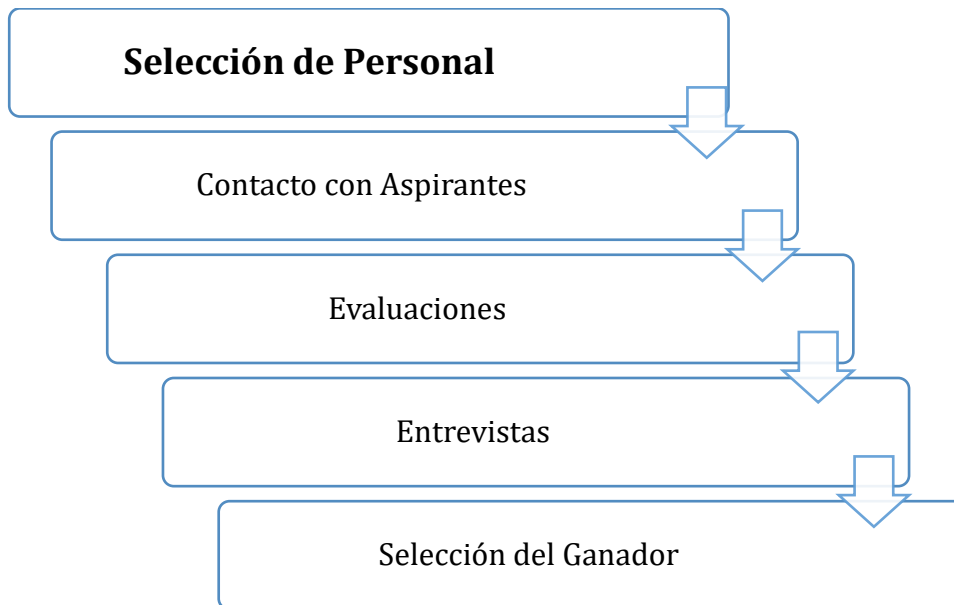 Selección de Personal
Contacto con Aspirantes
Evaluaciones
Entrevistas
Selección del Ganador